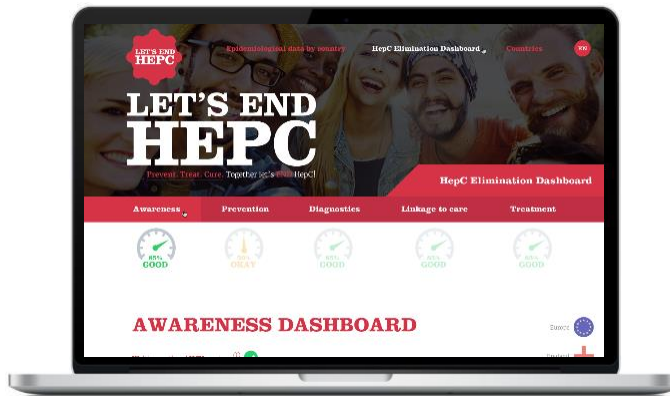 LET'S END
HEPC
Epidemiological data by country
HepC Elimination Dashboard
Countries
EN
LET'S END
HEPC
Prevent. Treat. Cure. Together let's END HepC!
HepC Elimination Dashboard
Awareness
Prevention
Diagnostics
Linkage to care
Treatment
65%
GOOD
OKAY
GOOD
GOOD
GOOD
AWARENESS DASHBOARD
Europe
England